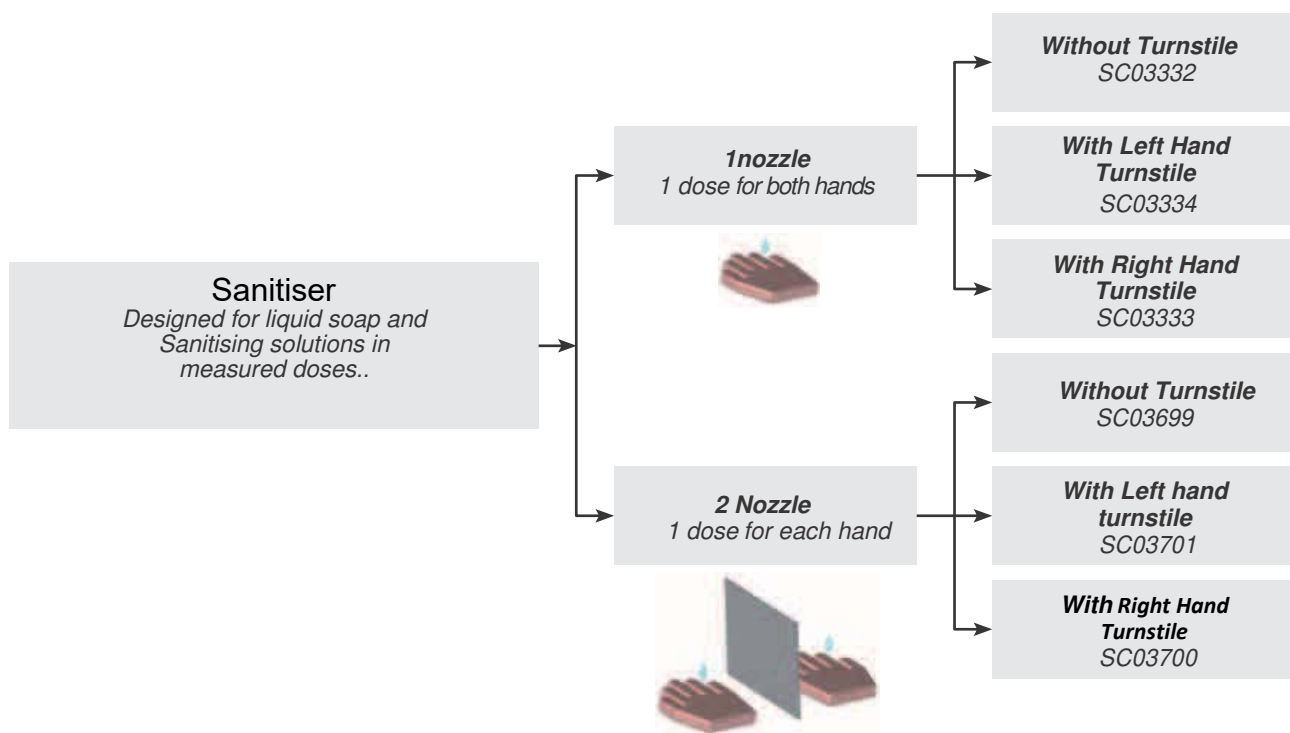 Sanitiser
Designed for liquid soap and
Sanitising solutions in
measured doses..
1nozzle
1 dose for both hands
Without Turnstile
SC03332
With Left Hand
Turnstile
SC03334
With Right Hand
Turnstile
SC03333
2 Nozzle
1 dose for each hand
Without Turnstile
SC03699
With Left hand
turnstile
SC03701
With Right Hand
Turnstile
SC03700